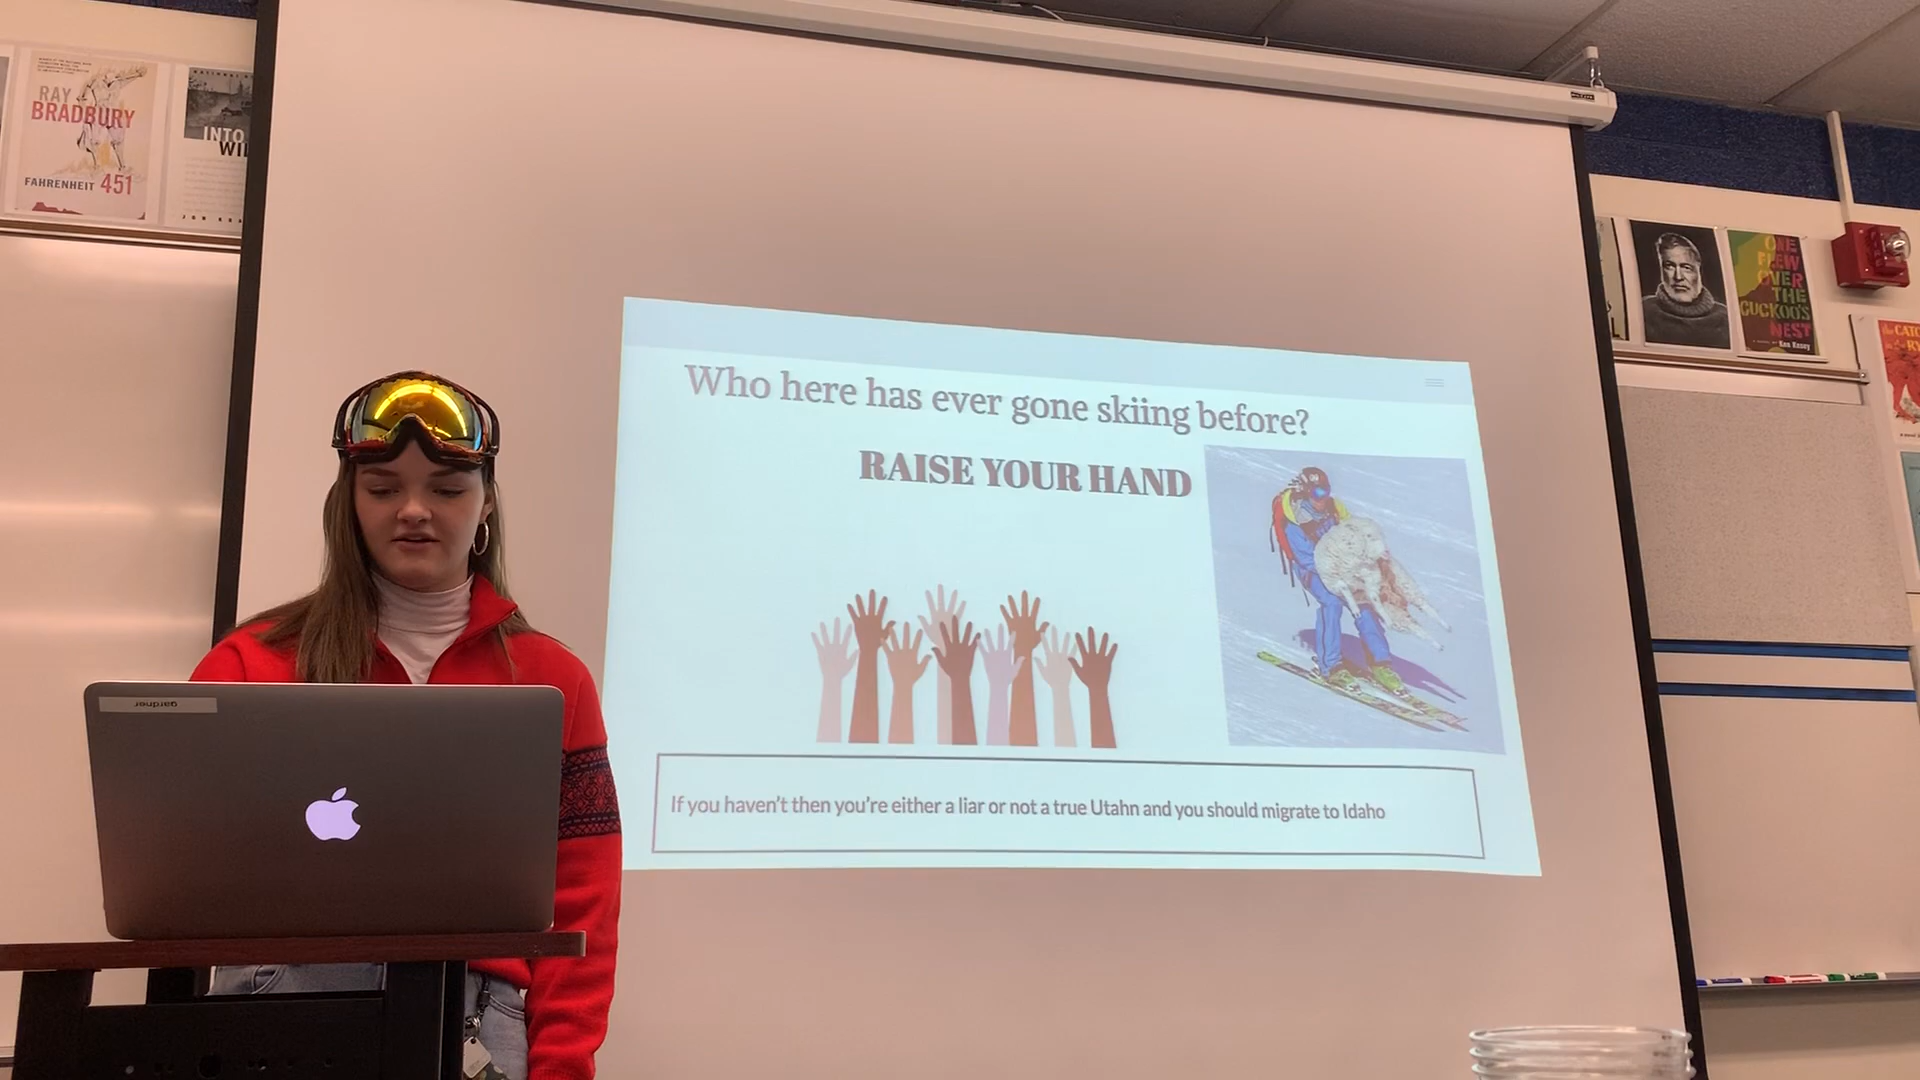 RAY
BRADBURY
FAHRENHEIT 451
INTO
Who here has ever gone skiing before?
RAISE YOUR HAND
If you haven't then you're either a liar or not a true Utahn and you should migrate to Idaho
gardner
ONE
FLEW
OVER
THE
CUCKOO'S
NEST
Ken Kesey